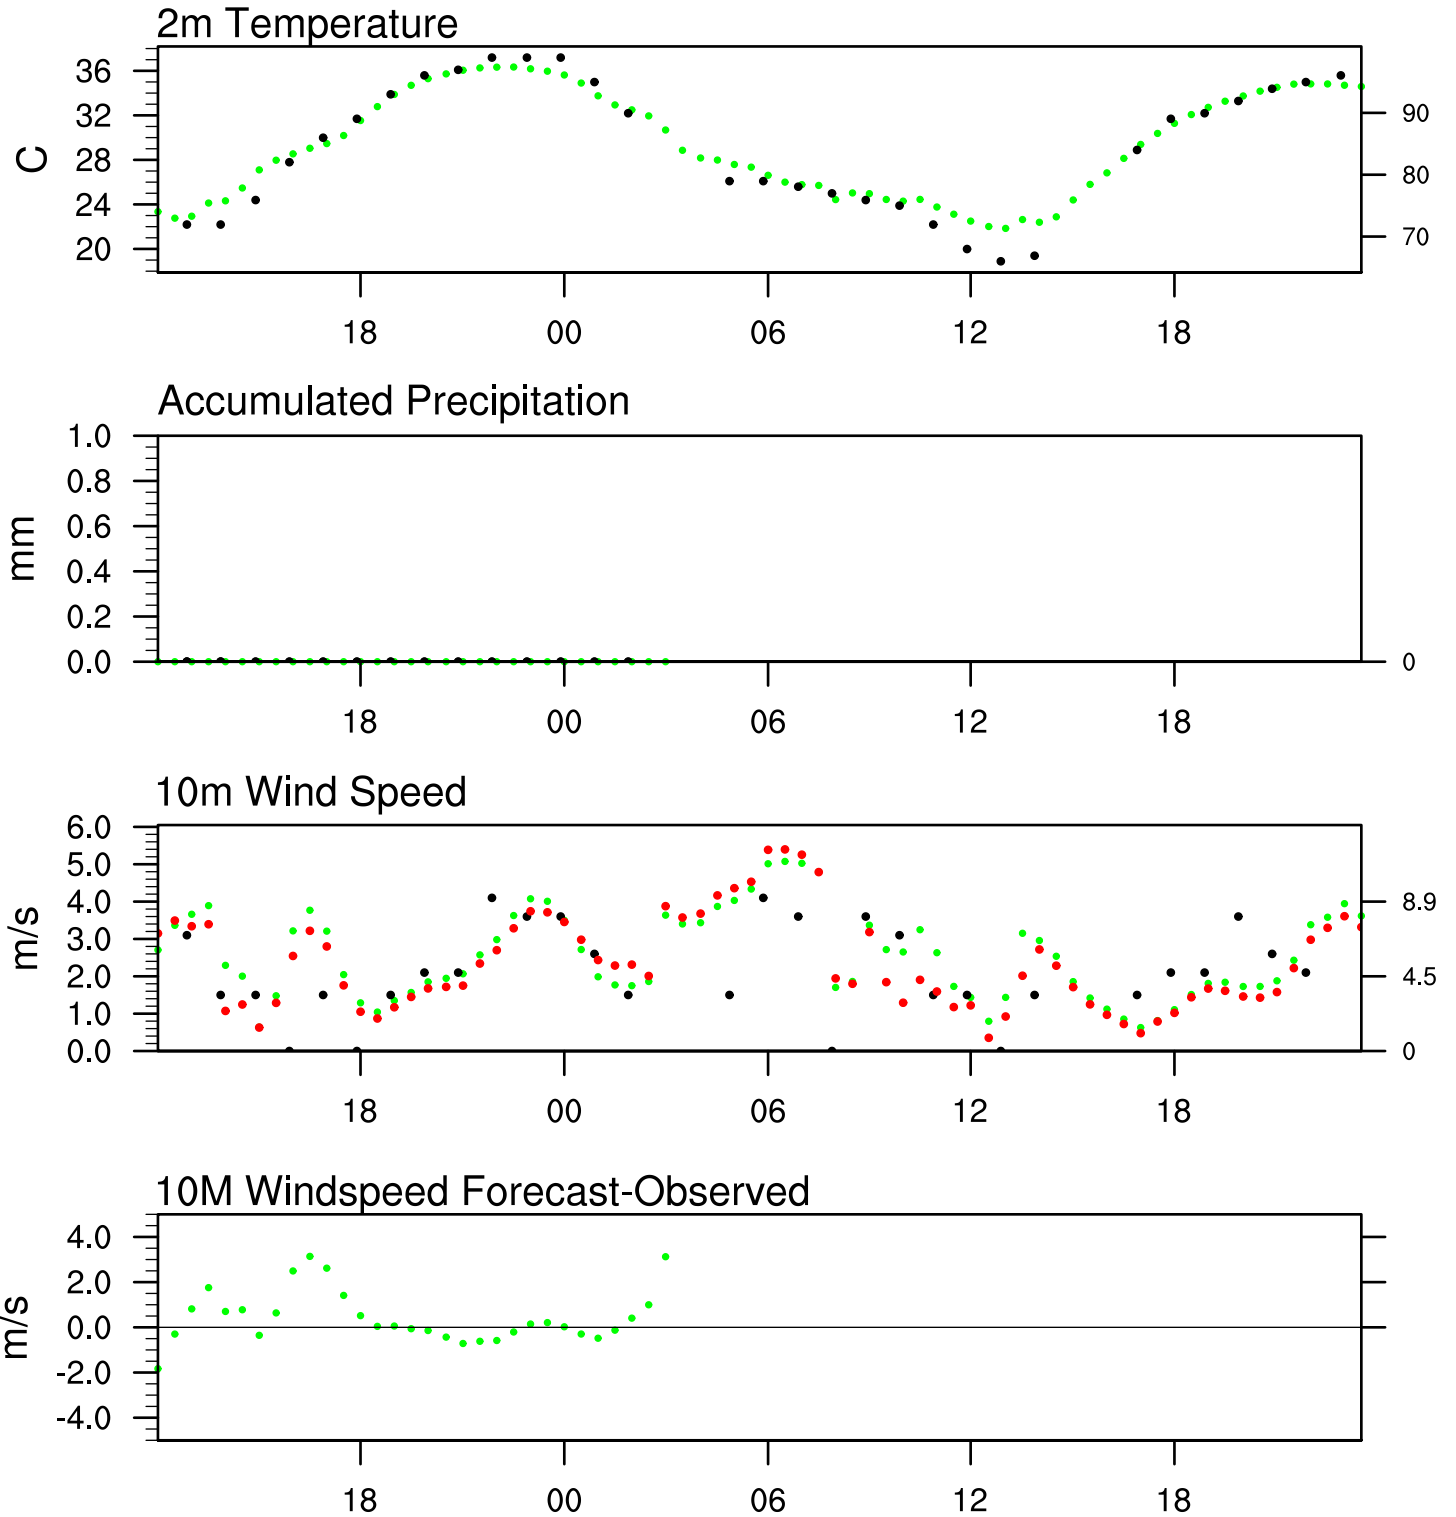 2m Temperature
36
32
28
24
20
C
90
80
70
18 00 06 12 18
Accumulated Precipitation
1.0
0.8
0.6
0.4
0.2
0.0
mm
0
18 00 06 12 18
10m Wind Speed
6.0
5.0
4.0
3.0
2.0
1.0
0.0
m/s
8.9
4.5
0
18 00 06 12 18
10M Windspeed Forecast-Observed
4.0
2.0
0.0
-2.0
-4.0
m/s
18 00 06 12 18